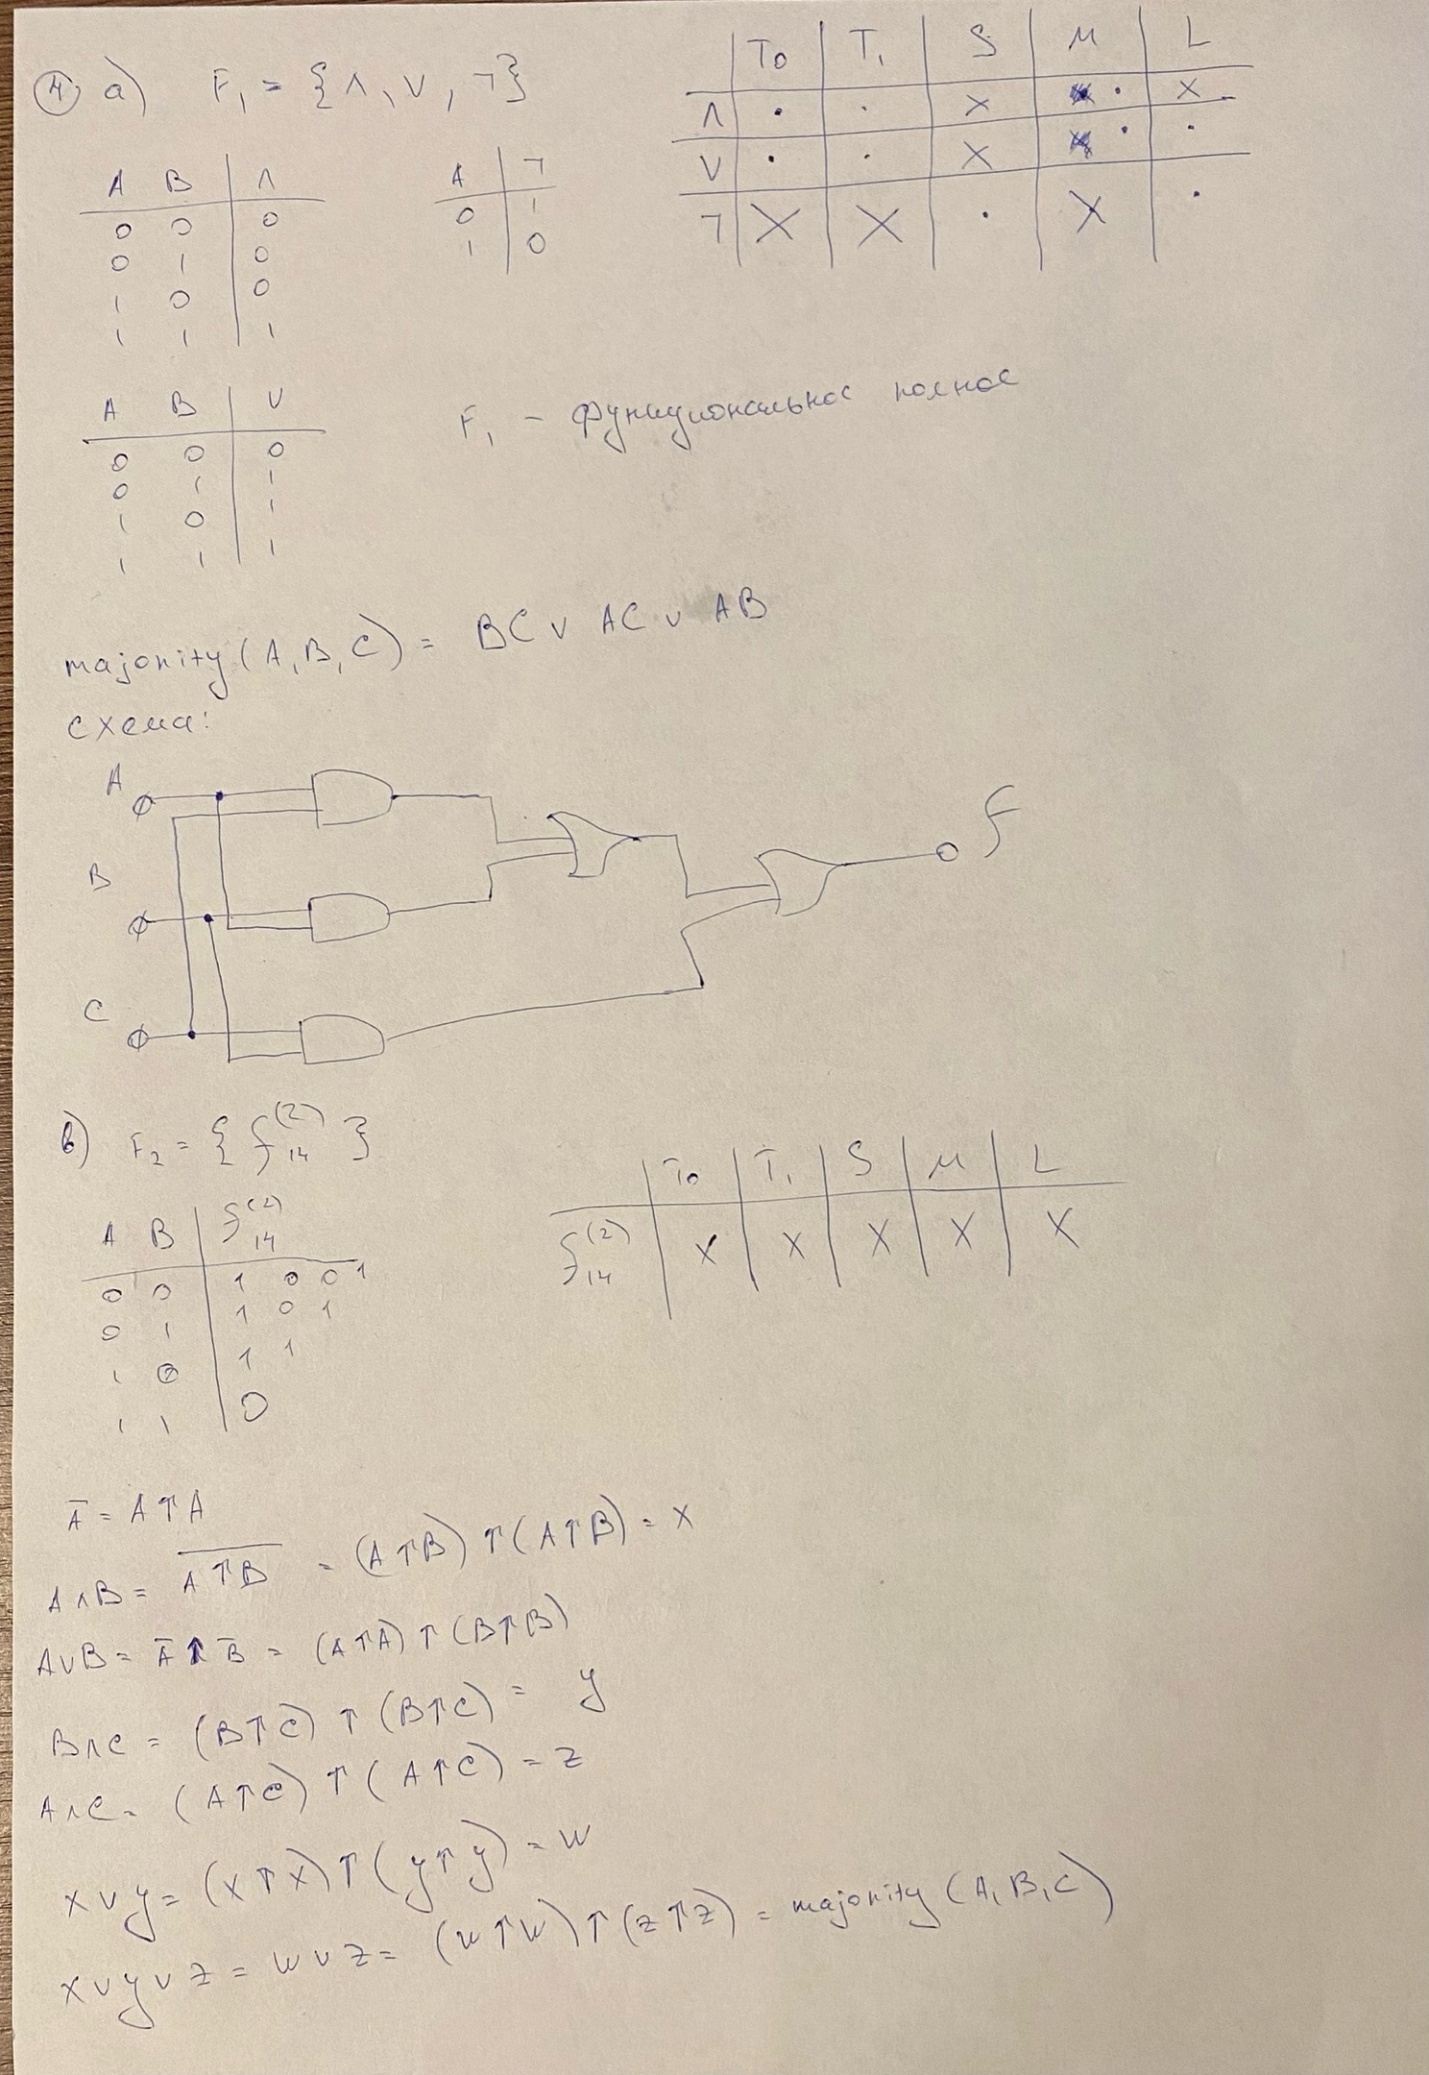 ④ a) F₁ = {∧, ∨, ¬}
T₀ T₁ S M L
∧ · · X · X
∨ · · X · ·
¬ X X · X ·
A B ∧
0 0 0
0 1 0
1 0 0
1 1 1
A ¬
0 1
1 0
A B ∨
0 0 0
0 1 1
1 0 1
1 1 1
F₁ - функциональное полное
majority (A, B, C) = BC ∨ AC ∨ AB
схема:
A
B
C
f
в) F₂ = {f₁₄⁽²⁾}
A B f₁₄⁽²⁾
0 0 1 0 0 1
0 1 1 0 1
1 0 1 1
1 1 0
T₀ T₁ S M L
f₁₄⁽²⁾ X X X X X
A̅ = A↑A
A∧B = \overline{A↑B} = (A↑B)↑(A↑B) = x
A∨B = A̅ ↑ B̅ = (A↑A)↑(B↑B)
B∧C = (B↑C)↑(B↑C) = y
A∧C = (A↑C)↑(A↑C) = z
x∨y = (x↑x)↑(y↑y) = w
x∨y∨z = w∨z = (w↑w)↑(z↑z) = majority (A, B, C)